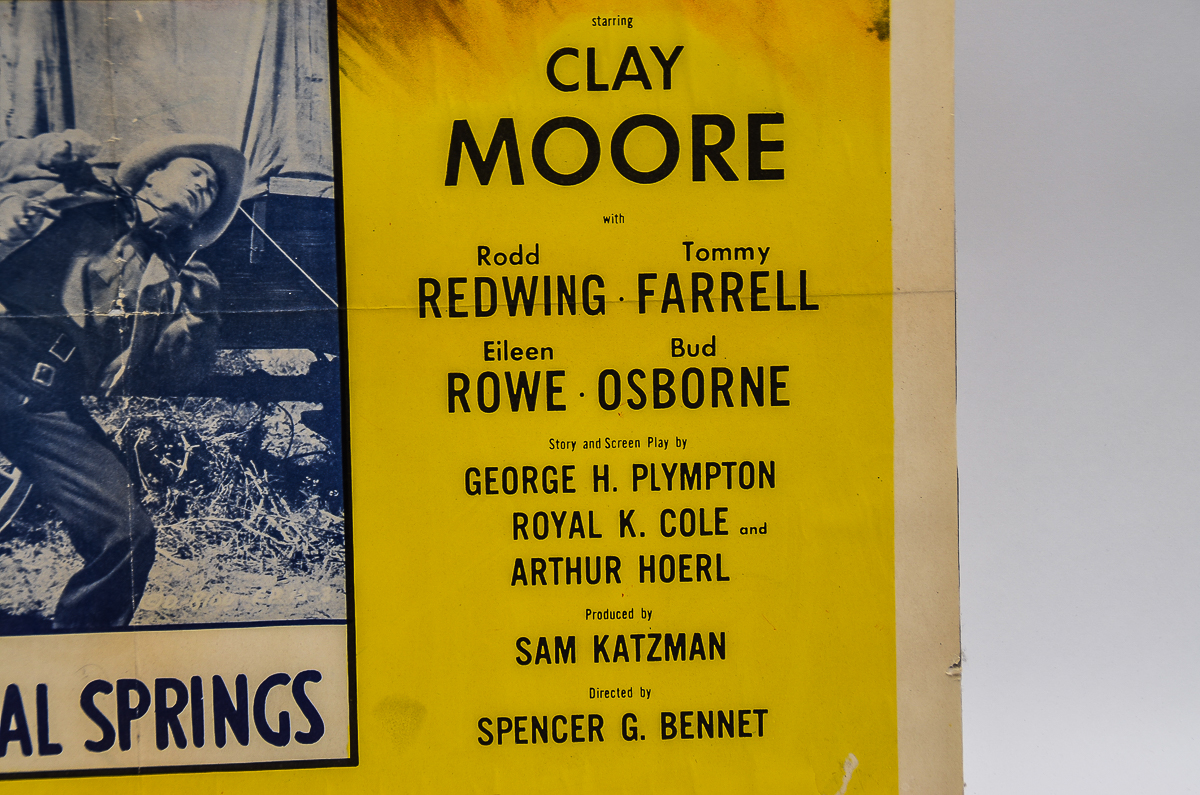 starring
CLAY
MOORE
with
Rodd Tommy
REDWING · FARRELL
Eileen Bud
ROWE · OSBORNE
Story and Screen Play by
GEORGE H. PLYMPTON
ROYAL K. COLE and
ARTHUR HOERL
Produced by
SAM KATZMAN
Directed by
SPENCER G. BENNET
AL SPRINGS